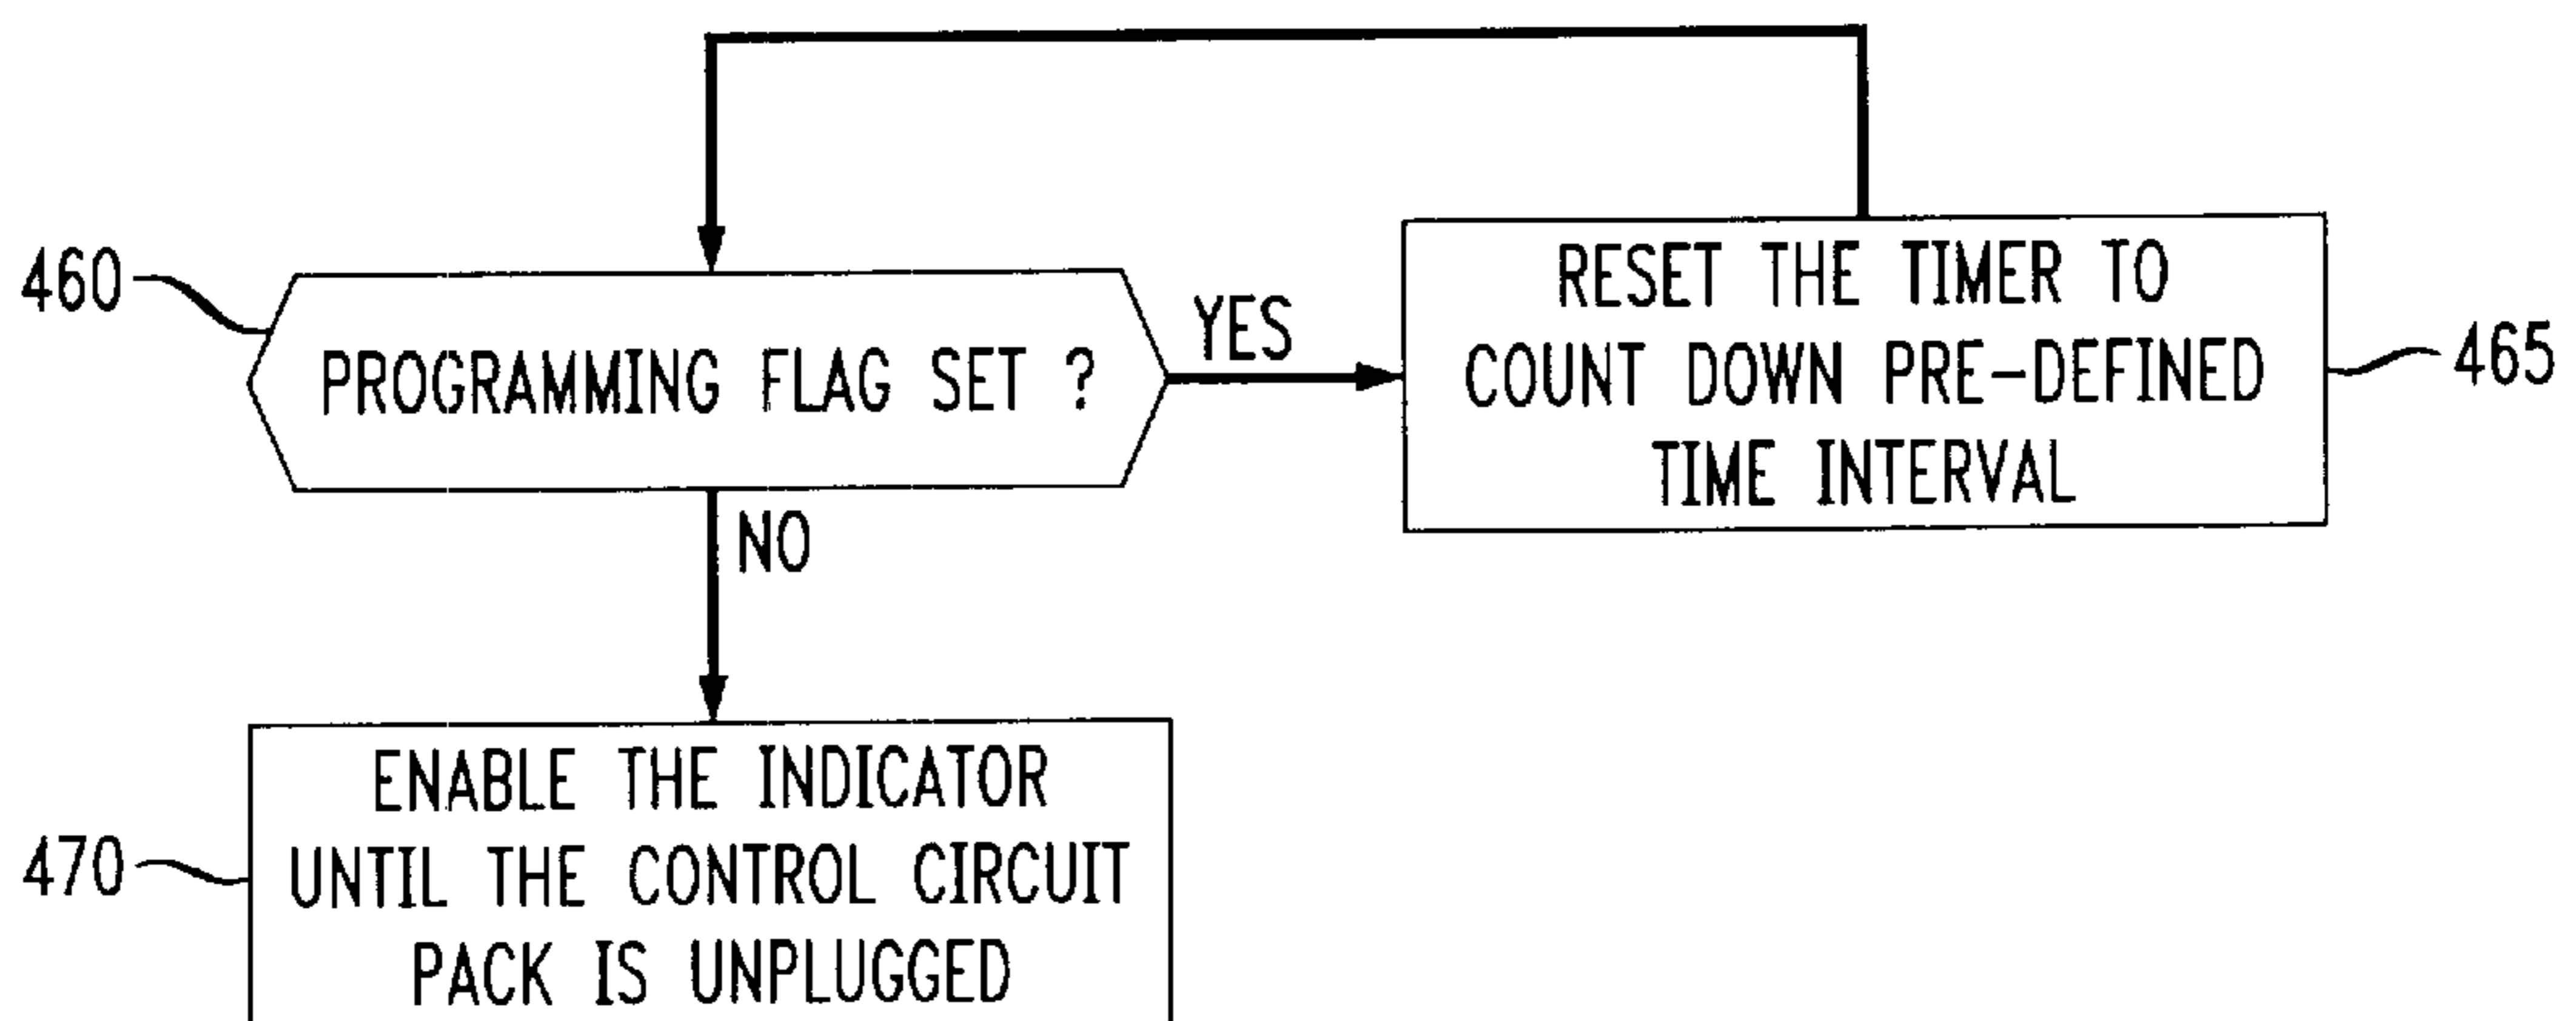 460
PROGRAMMING FLAG SET ?
YES
RESET THE TIMER TO
COUNT DOWN PRE-DEFINED
TIME INTERVAL
465
NO
470
ENABLE THE INDICATOR
UNTIL THE CONTROL CIRCUIT
PACK IS UNPLUGGED